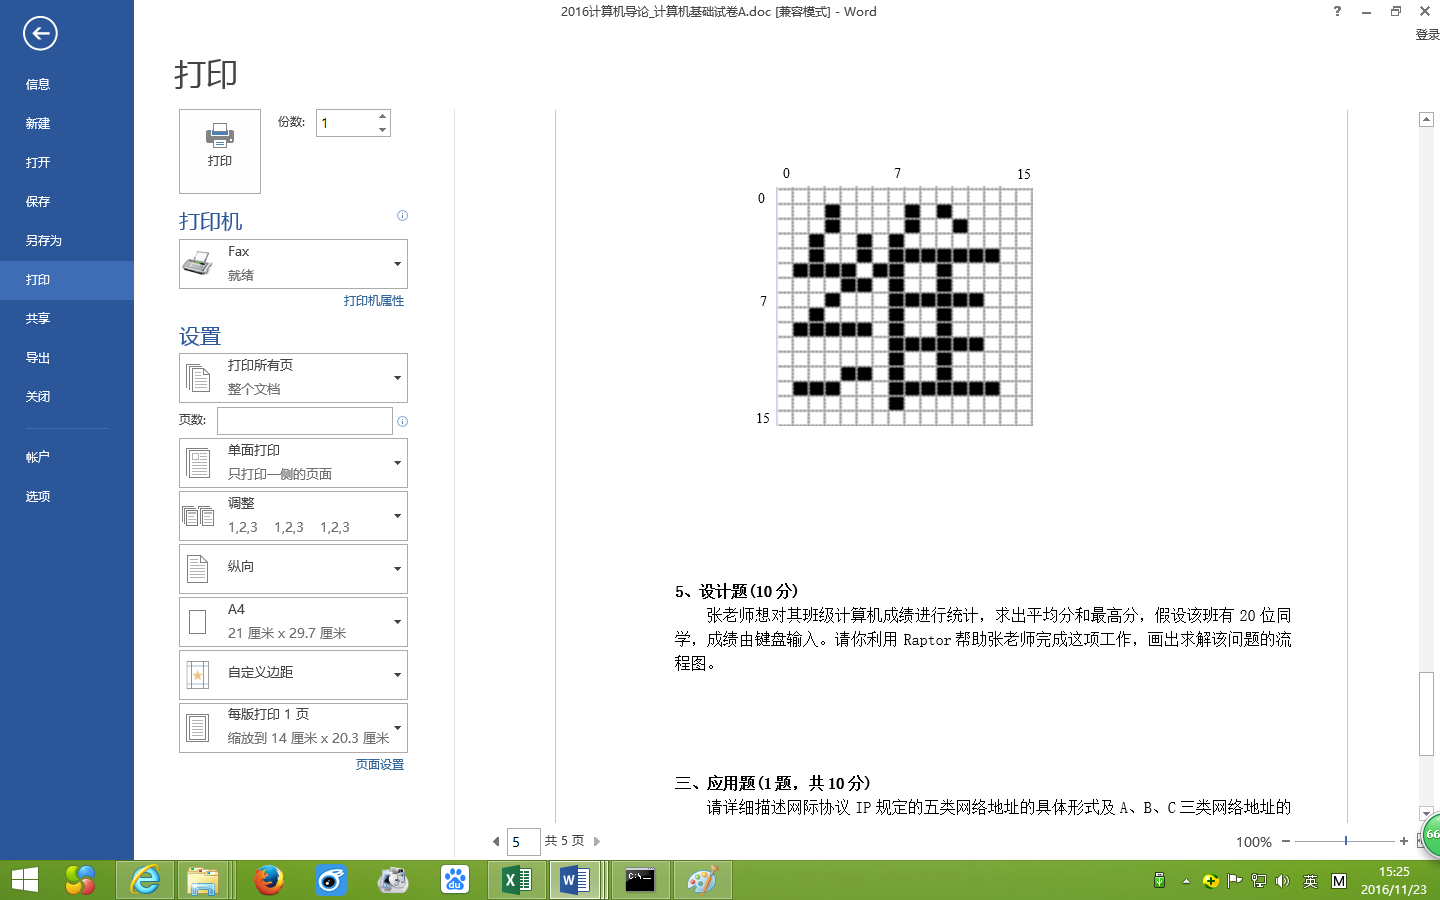 2016计算机导论_计算机基础试卷A.doc [兼容模式] - Word
登录
信息
新建
打开
保存
另存为
打印
共享
导出
关闭
帐户
选项
打印
打印
份数:
1
打印机
Fax
就绪
打印机属性
设置
打印所有页
整个文档
页数:
单面打印
只打印一侧的页面
调整
1,2,3 1,2,3 1,2,3
纵向
A4
21 厘米 x 29.7 厘米
自定义边距
每版打印 1 页
缩放到 14 厘米 x 20.3 厘米
页面设置
0 7 15
0
7
15
维
5、设计题(10 分)
张老师想对其班级计算机成绩进行统计，求出平均分和最高分，假设该班有 20 位同
学，成绩由键盘输入。请你利用 Raptor 帮助张老师完成这项工作，画出求解该问题的流
程图。
三、应用题(1 题，共 10 分)
请详细描述网际协议 IP 规定的五类网络地址的具体形式及 A、B、C 三类网络地址的
5 共 5 页
100%
66
英
M
15:25
2016/11/23